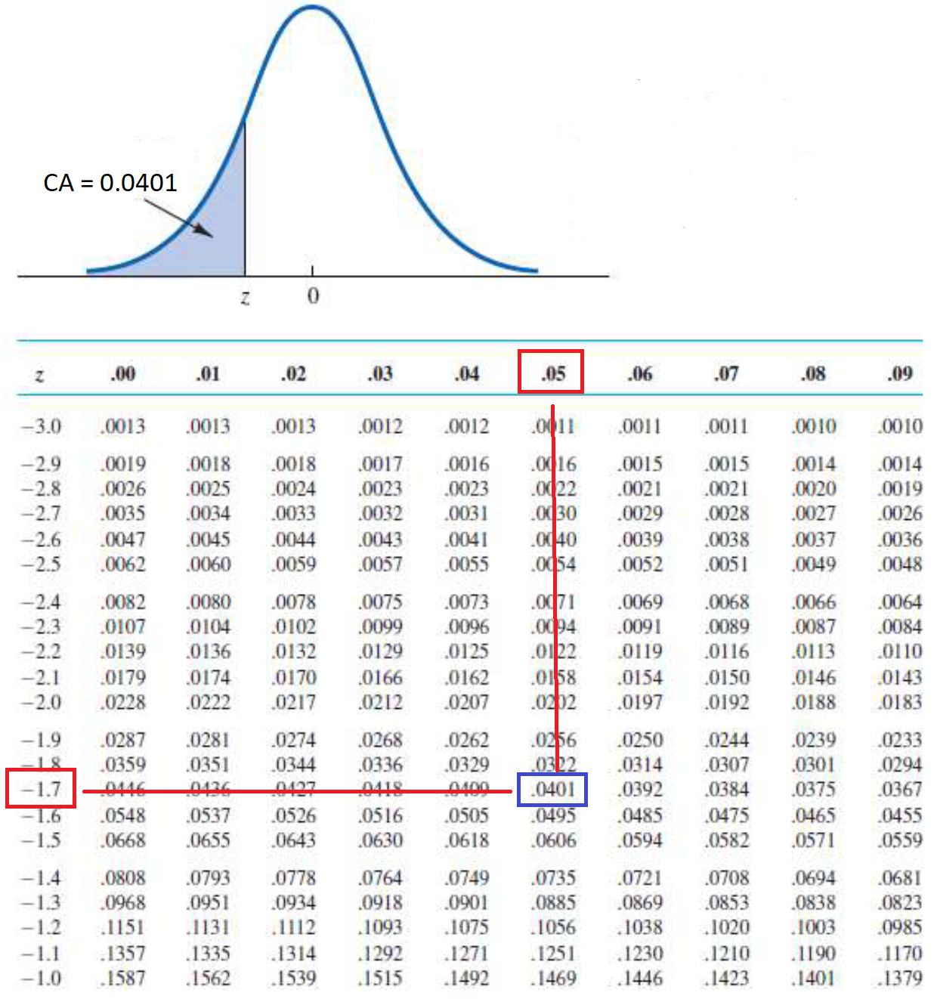 CA = 0.0401
z 0
z .00 .01 .02 .03 .04 .05 .06 .07 .08 .09
−3.0 .0013 .0013 .0013 .0012 .0012 .0011 .0011 .0011 .0010 .0010
−2.9 .0019 .0018 .0018 .0017 .0016 .0016 .0015 .0015 .0014 .0014
−2.8 .0026 .0025 .0024 .0023 .0023 .0022 .0021 .0021 .0020 .0019
−2.7 .0035 .0034 .0033 .0032 .0031 .0030 .0029 .0028 .0027 .0026
−2.6 .0047 .0045 .0044 .0043 .0041 .0040 .0039 .0038 .0037 .0036
−2.5 .0062 .0060 .0059 .0057 .0055 .0054 .0052 .0051 .0049 .0048
−2.4 .0082 .0080 .0078 .0075 .0073 .0071 .0069 .0068 .0066 .0064
−2.3 .0107 .0104 .0102 .0099 .0096 .0094 .0091 .0089 .0087 .0084
−2.2 .0139 .0136 .0132 .0129 .0125 .0122 .0119 .0116 .0113 .0110
−2.1 .0179 .0174 .0170 .0166 .0162 .0158 .0154 .0150 .0146 .0143
−2.0 .0228 .0222 .0217 .0212 .0207 .0202 .0197 .0192 .0188 .0183
−1.9 .0287 .0281 .0274 .0268 .0262 .0256 .0250 .0244 .0239 .0233
−1.8 .0359 .0351 .0344 .0336 .0329 .0322 .0314 .0307 .0301 .0294
−1.7 .0446 .0436 .0427 .0418 .0409 .0401 .0392 .0384 .0375 .0367
−1.6 .0548 .0537 .0526 .0516 .0505 .0495 .0485 .0475 .0465 .0455
−1.5 .0668 .0655 .0643 .0630 .0618 .0606 .0594 .0582 .0571 .0559
−1.4 .0808 .0793 .0778 .0764 .0749 .0735 .0721 .0708 .0694 .0681
−1.3 .0968 .0951 .0934 .0918 .0901 .0885 .0869 .0853 .0838 .0823
−1.2 .1151 .1131 .1112 .1093 .1075 .1056 .1038 .1020 .1003 .0985
−1.1 .1357 .1335 .1314 .1292 .1271 .1251 .1230 .1210 .1190 .1170
−1.0 .1587 .1562 .1539 .1515 .1492 .1469 .1446 .1423 .1401 .1379